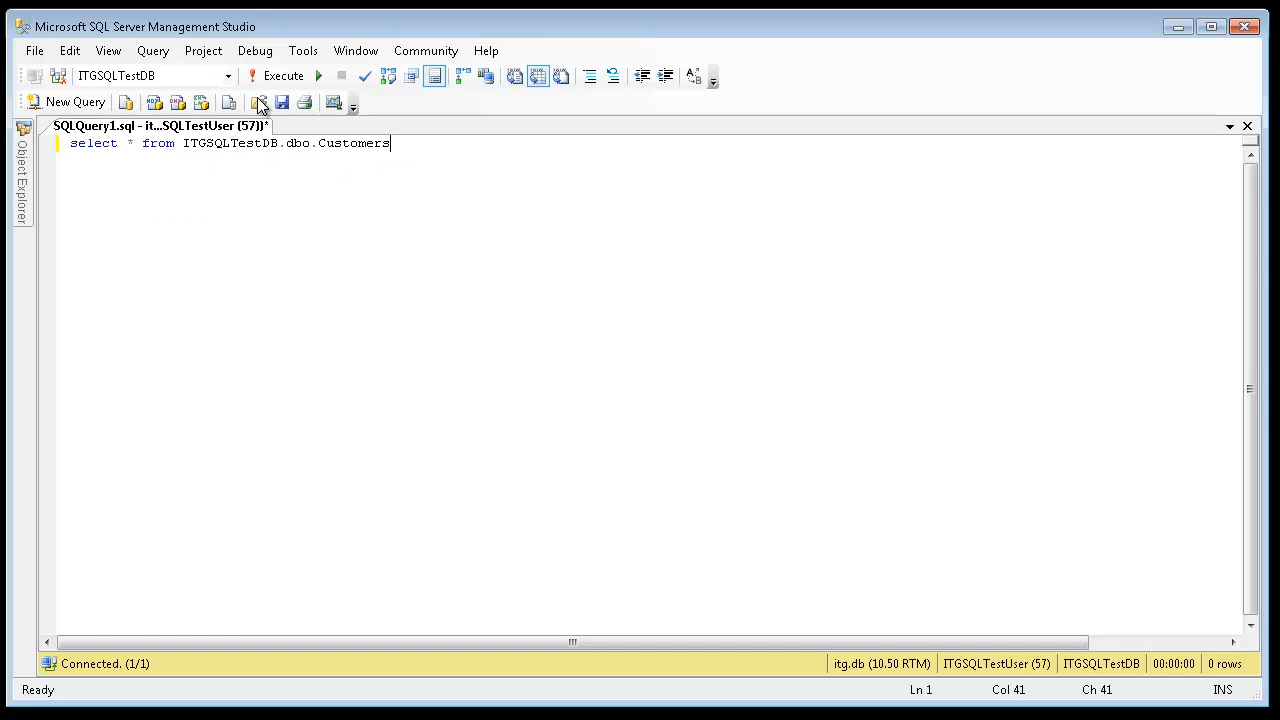 Microsoft SQL Server Management Studio
File Edit View Query Project Debug Tools Window Community Help
ITGSQLTestDB Execute
New Query
SQLQuery1.sql - it...SQLTestUser (57))*
select * from ITGSQLTestDB.dbo.Customers
Object Explorer
Connected. (1/1) itg.db (10.50 RTM) ITGSQLTestUser (57) ITGSQLTestDB 00:00:00 0 rows
Ready Ln 1 Col 41 Ch 41 INS